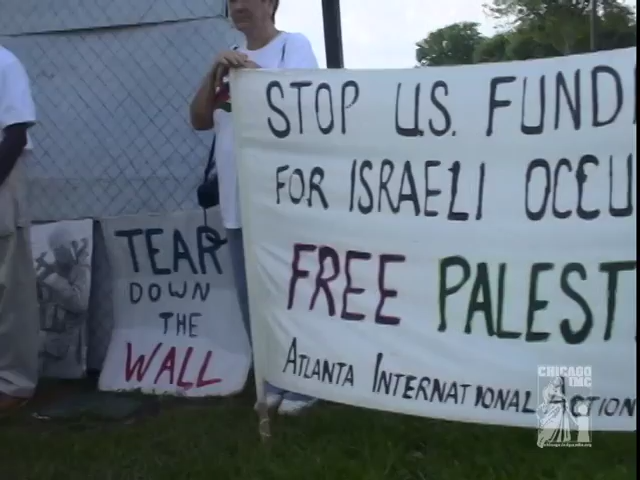 TEAR
DOWN
THE
WALL
STOP U.S. FUND
FOR ISRAELI OCCU
FREE PALEST
ATLANTA INTERNATIONAL ACTION
CHICAGO
IMC